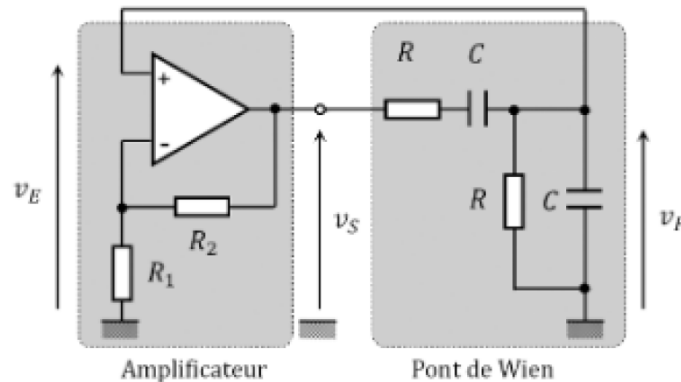 R C
+
-
v_E
R_2
R_1
v_S
R C
Amplificateur
Pont de Wien